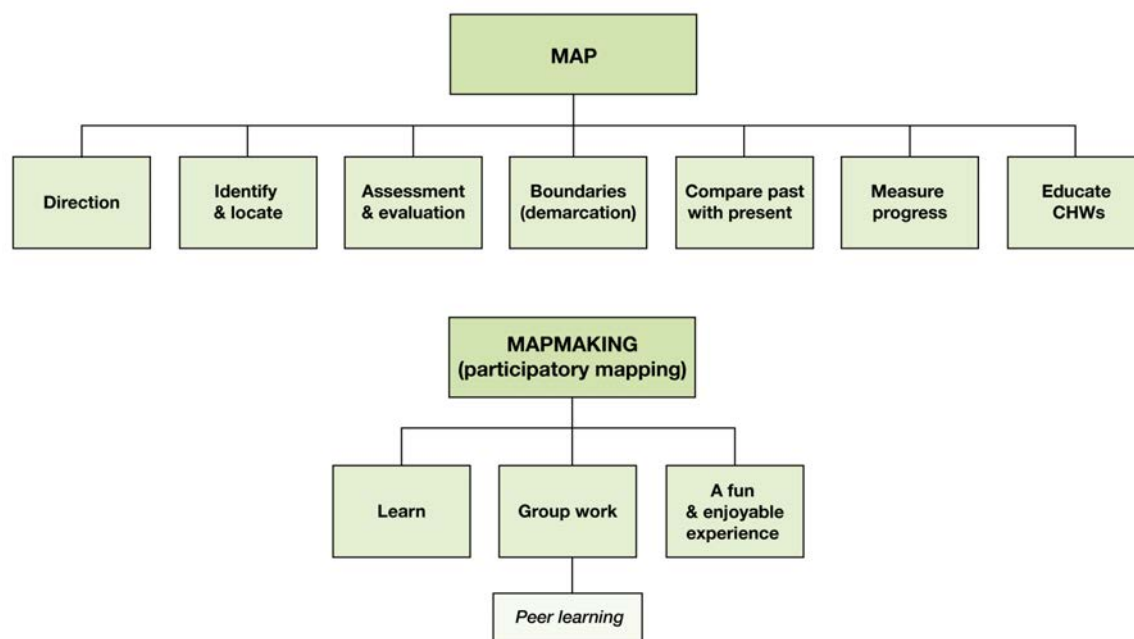 MAP
Direction
Identify
& locate
Assessment
& evaluation
Boundaries
(demarcation)
Compare past
with present
Measure
progress
Educate
CHWs
MAPMAKING
(participatory mapping)
Learn
Group work
A fun
& enjoyable
experience
Peer learning